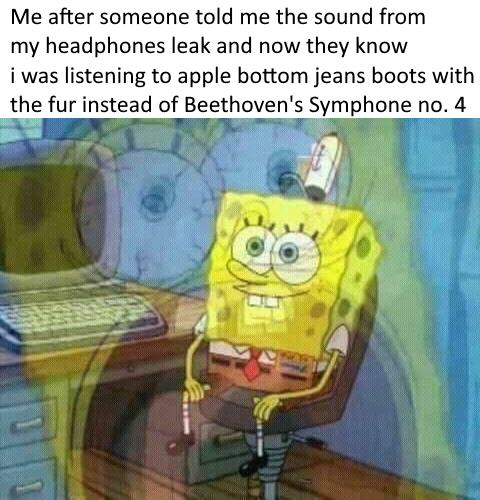 Me after someone told me the sound from
my headphones leak and now they know
i was listening to apple bottom jeans boots with
the fur instead of Beethoven's Symphone no. 4